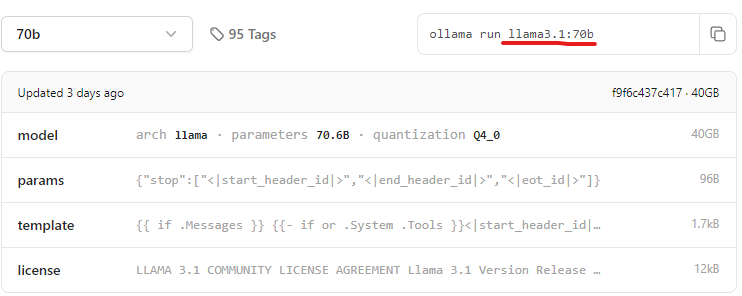 70b 95 Tags ollama run llama3.1:70b
Updated 3 days ago f9f6c437c417 · 40GB
model arch llama · parameters 70.6B · quantization Q4_0 40GB
params {"stop":["<|start_header_id|>","<|end_header_id|>","<|eot_id|>"]} 96B
template {{ if .Messages }} {{- if or .System .Tools }}<|start_header_id|… 1.7kB
license LLAMA 3.1 COMMUNITY LICENSE AGREEMENT Llama 3.1 Version Release … 12kB